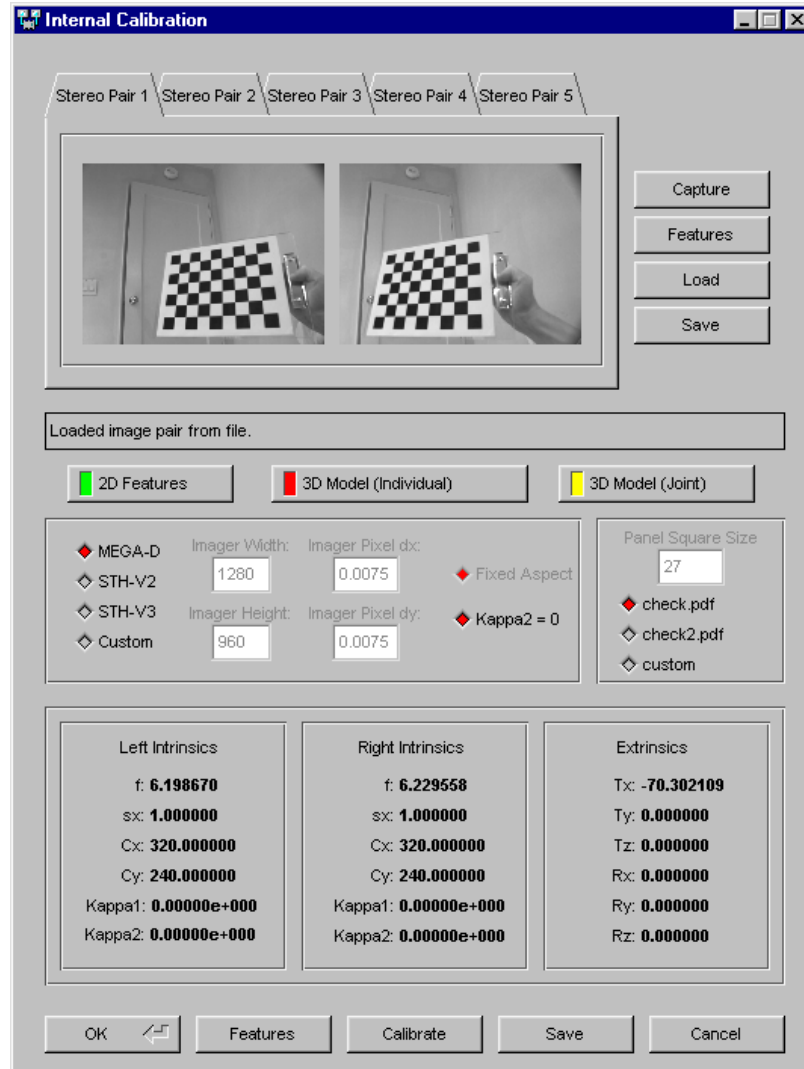 Internal Calibration
Stereo Pair 1 Stereo Pair 2 Stereo Pair 3 Stereo Pair 4 Stereo Pair 5
Capture
Features
Load
Save
Loaded image pair from file.
2D Features 3D Model (Individual) 3D Model (Joint)
MEGA-D
STH-V2
STH-V3
Custom
Imager Width:
1280
Imager Height:
960
Imager Pixel dx:
0.0075
Imager Pixel dy:
0.0075
Fixed Aspect
Kappa2 = 0
Panel Square Size
27
check.pdf
check2.pdf
custom
Left Intrinsics
f: 6.198670
sx: 1.000000
Cx: 320.000000
Cy: 240.000000
Kappa1: 0.00000e+000
Kappa2: 0.00000e+000
Right Intrinsics
f: 6.229558
sx: 1.000000
Cx: 320.000000
Cy: 240.000000
Kappa1: 0.00000e+000
Kappa2: 0.00000e+000
Extrinsics
Tx: -70.302109
Ty: 0.000000
Tz: 0.000000
Rx: 0.000000
Ry: 0.000000
Rz: 0.000000
OK Features Calibrate Save Cancel